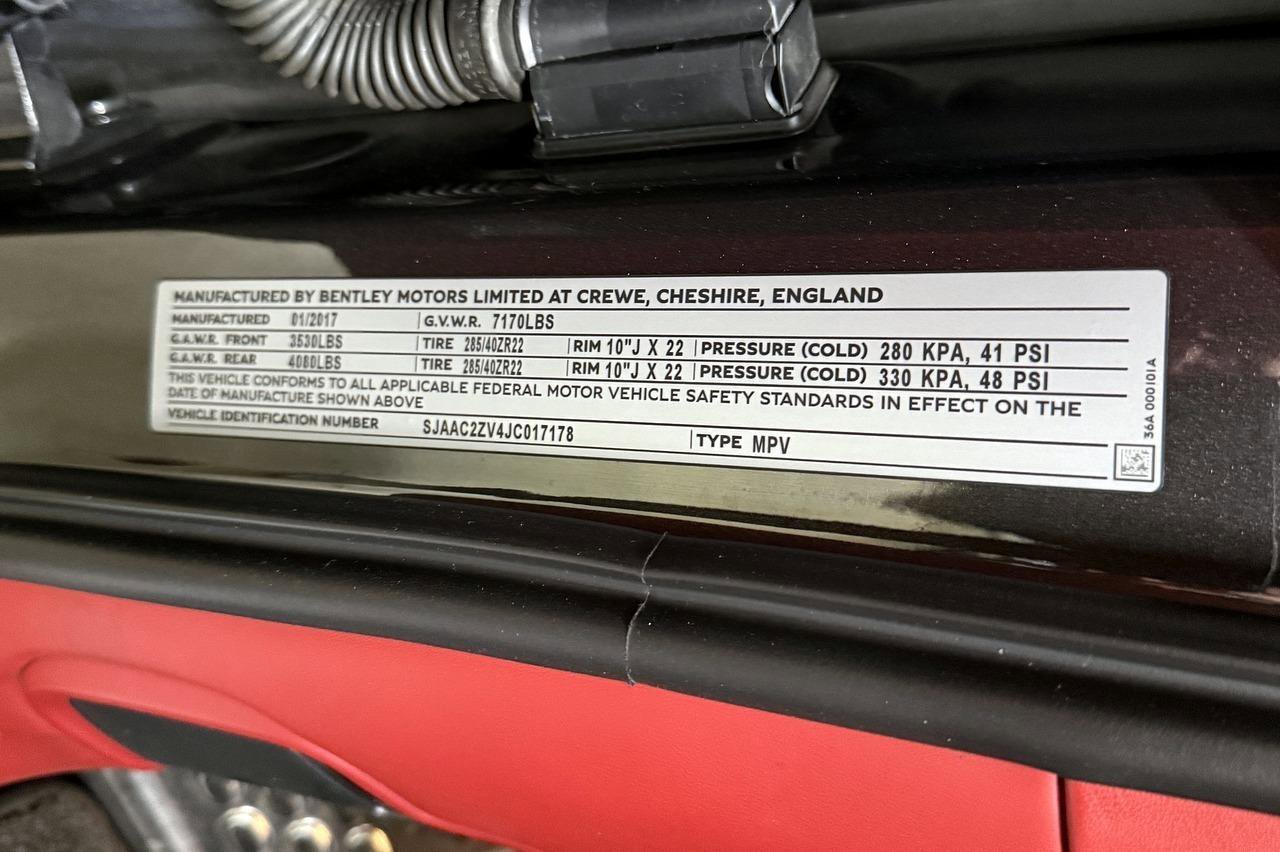 MANUFACTURED BY BENTLEY MOTORS LIMITED AT CREWE, CHESHIRE, ENGLAND
MANUFACTURED 01/2017 G.V.W.R. 7170LBS
G.A.W.R. FRONT 3530LBS TIRE 285/40ZR22 RIM 10"J X 22 PRESSURE (COLD) 280 KPA, 41 PSI
G.A.W.R. REAR 4080LBS TIRE 285/40ZR22 RIM 10"J X 22 PRESSURE (COLD) 330 KPA, 48 PSI
THIS VEHICLE CONFORMS TO ALL APPLICABLE FEDERAL MOTOR VEHICLE SAFETY STANDARDS IN EFFECT ON THE
DATE OF MANUFACTURE SHOWN ABOVE
VEHICLE IDENTIFICATION NUMBER SJAAC2ZV4JC017178 TYPE MPV
36A 000101A